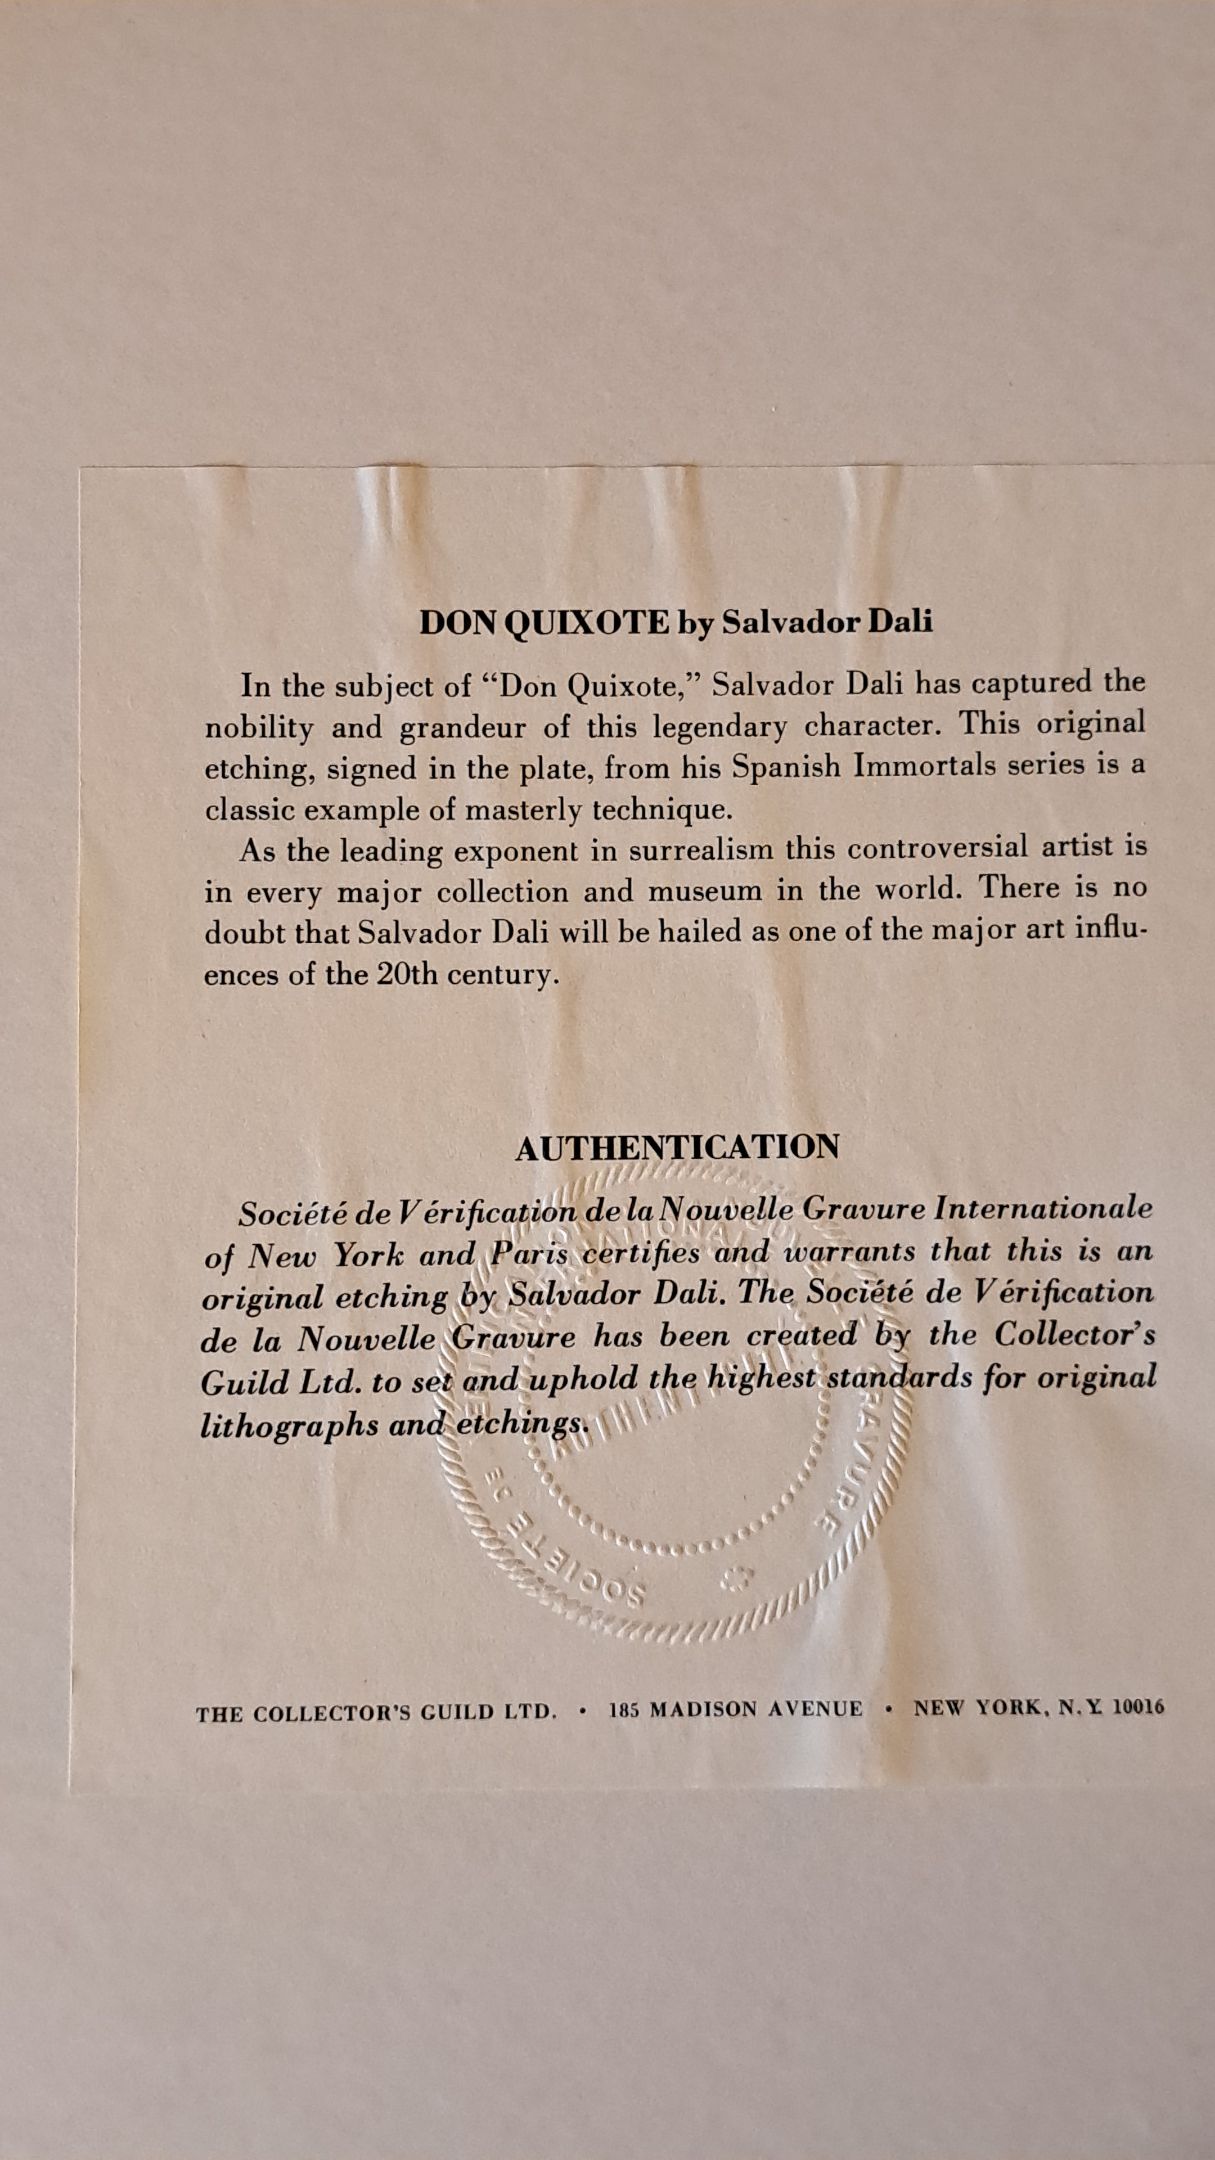 DON QUIXOTE by Salvador Dali
In the subject of “Don Quixote,” Salvador Dali has captured the
nobility and grandeur of this legendary character. This original
etching, signed in the plate, from his Spanish Immortals series is a
classic example of masterly technique.
As the leading exponent in surrealism this controversial artist is
in every major collection and museum in the world. There is no
doubt that Salvador Dali will be hailed as one of the major art influ-
ences of the 20th century.
AUTHENTICATION
Société de Vérification de la Nouvelle Gravure Internationale
of New York and Paris certifies and warrants that this is an
original etching by Salvador Dali. The Société de Vérification
de la Nouvelle Gravure has been created by the Collector's
Guild Ltd. to set and uphold the highest standards for original
lithographs and etchings.
SOCIETE DE
GRAVURE
THE COLLECTOR'S GUILD LTD. • 185 MADISON AVENUE • NEW YORK, N.Y. 10016